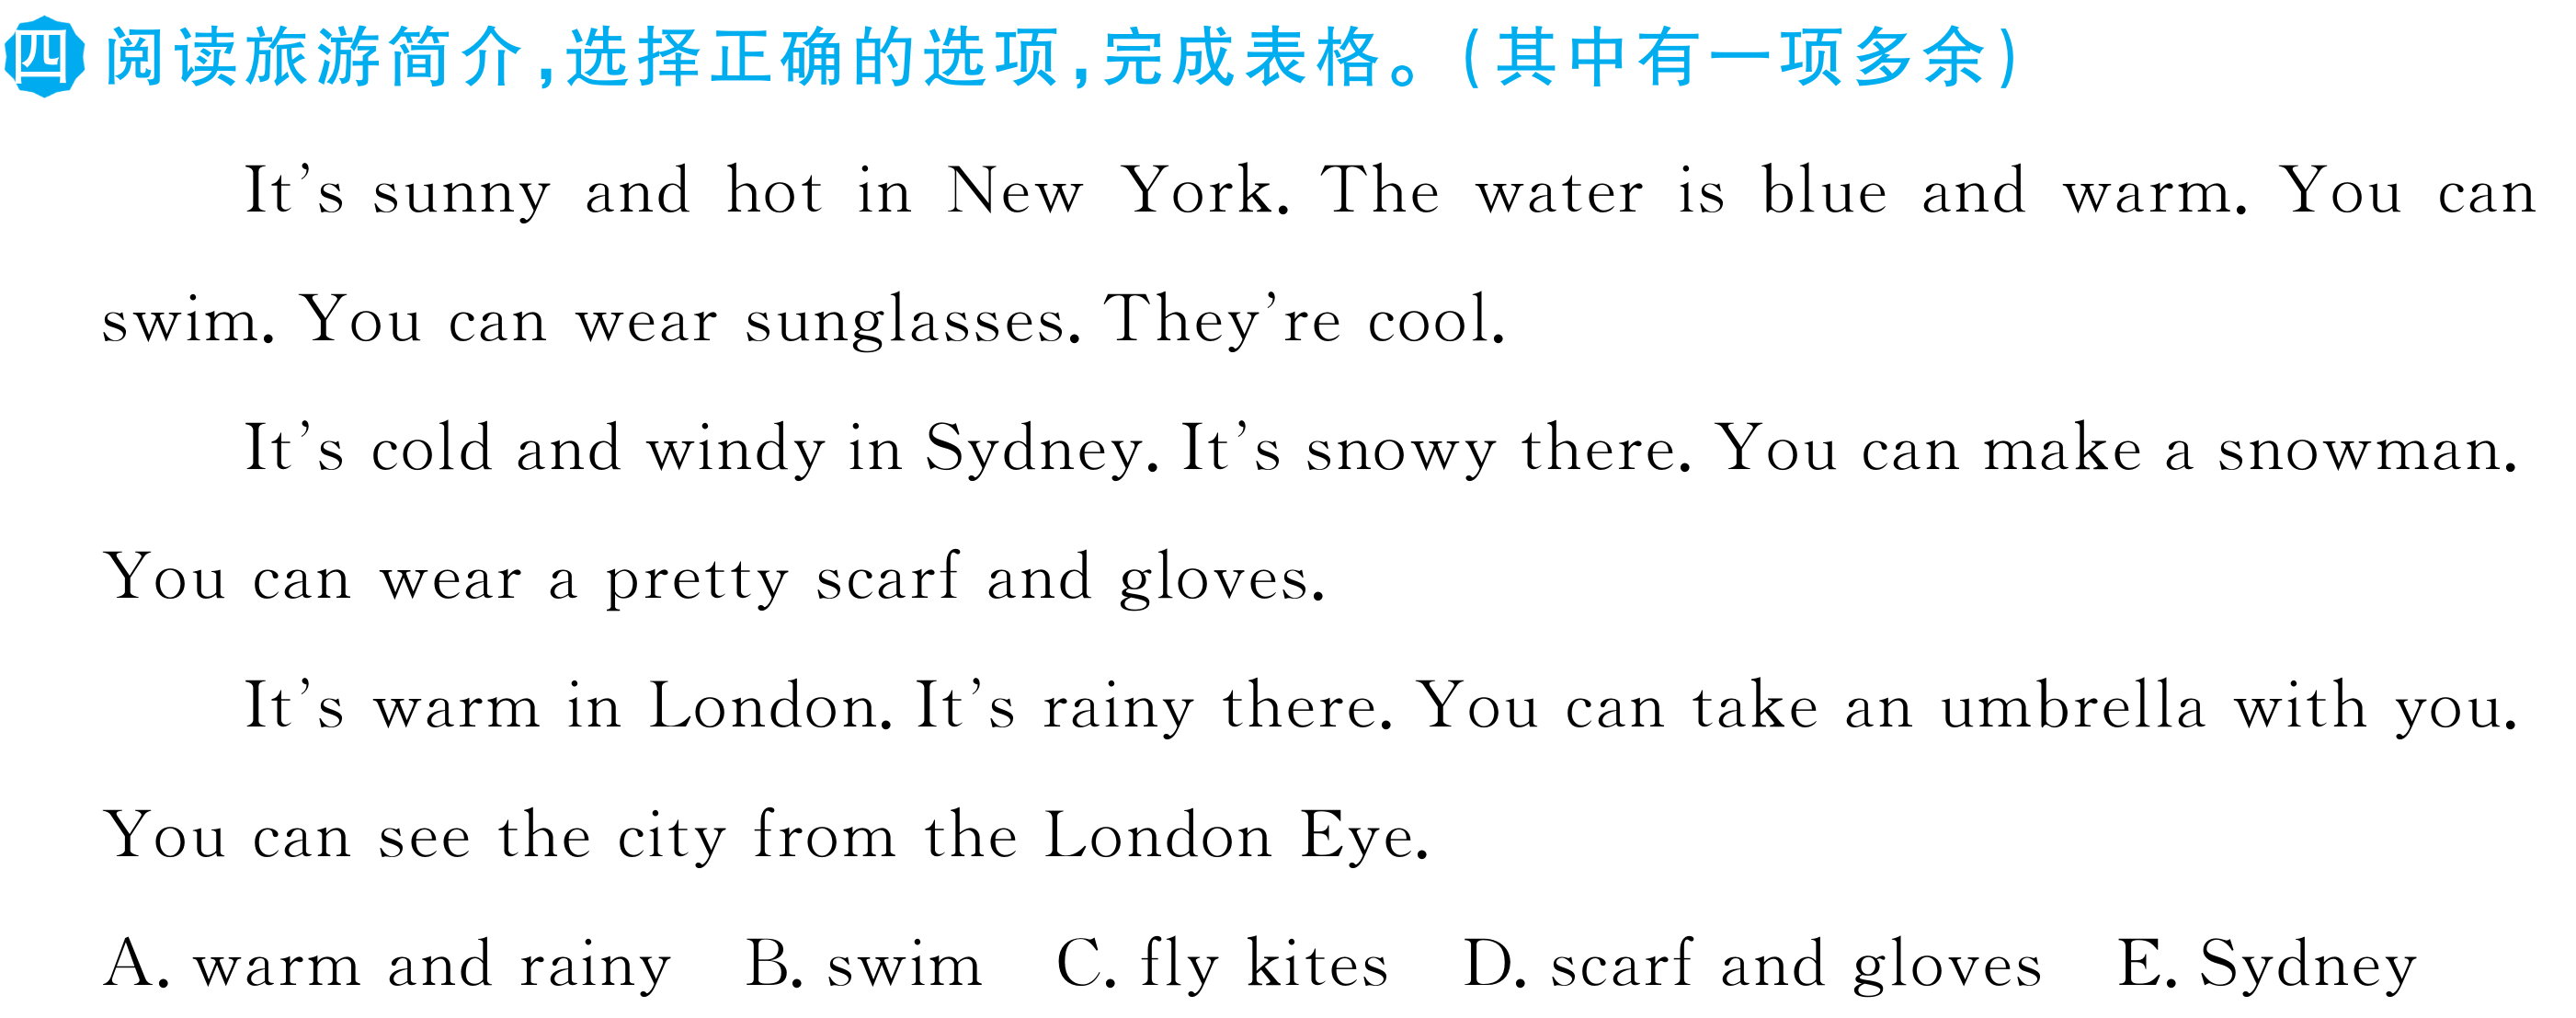 四 阅读旅游简介,选择正确的选项,完成表格。(其中有一项多余)
It's sunny and hot in New York. The water is blue and warm. You can
swim. You can wear sunglasses. They're cool.
It's cold and windy in Sydney. It's snowy there. You can make a snowman.
You can wear a pretty scarf and gloves.
It's warm in London. It's rainy there. You can take an umbrella with you.
You can see the city from the London Eye.
A. warm and rainy B. swim C. fly kites D. scarf and gloves E. Sydney